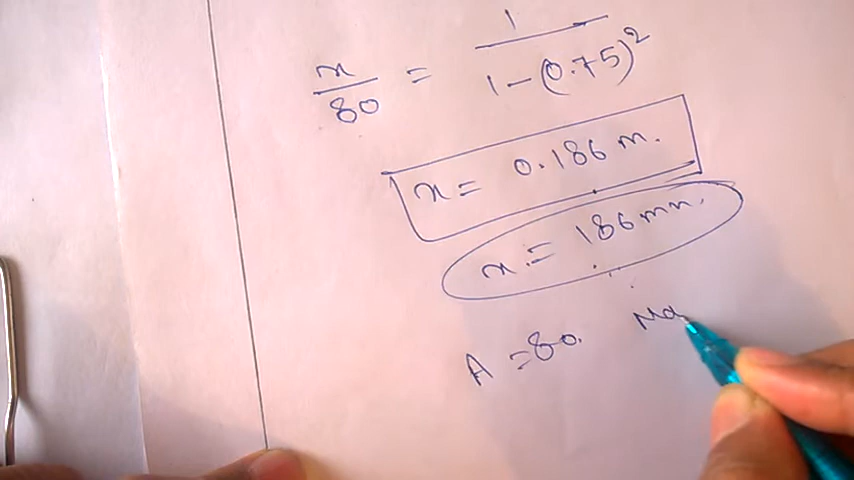 x/80 = 1/(1-(0.75)²)
x = 0.186 m.
x = 186 mm.
A = 80.